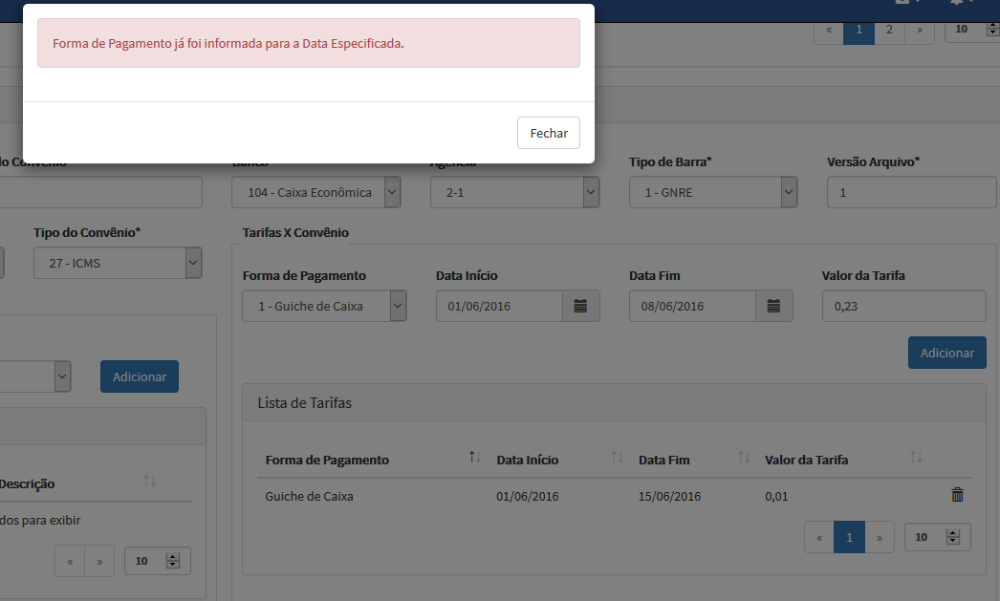 Forma de Pagamento já foi informada para a Data Especificada.
Fechar
« 1 2 » 10
Tipo de Barra* Versão Arquivo*
104 - Caixa Econômica 2-1 1 - GNRE 1
Tipo do Convênio* Tarifas X Convênio
27 - ICMS
Forma de Pagamento Data Início Data Fim Valor da Tarifa
1 - Guiche de Caixa 01/06/2016 08/06/2016 0,23
Adicionar
Adicionar
Lista de Tarifas
Forma de Pagamento Data Início Data Fim Valor da Tarifa
Guiche de Caixa 01/06/2016 15/06/2016 0,01
« 1 » 10
Descrição
dos para exibir
« » 10